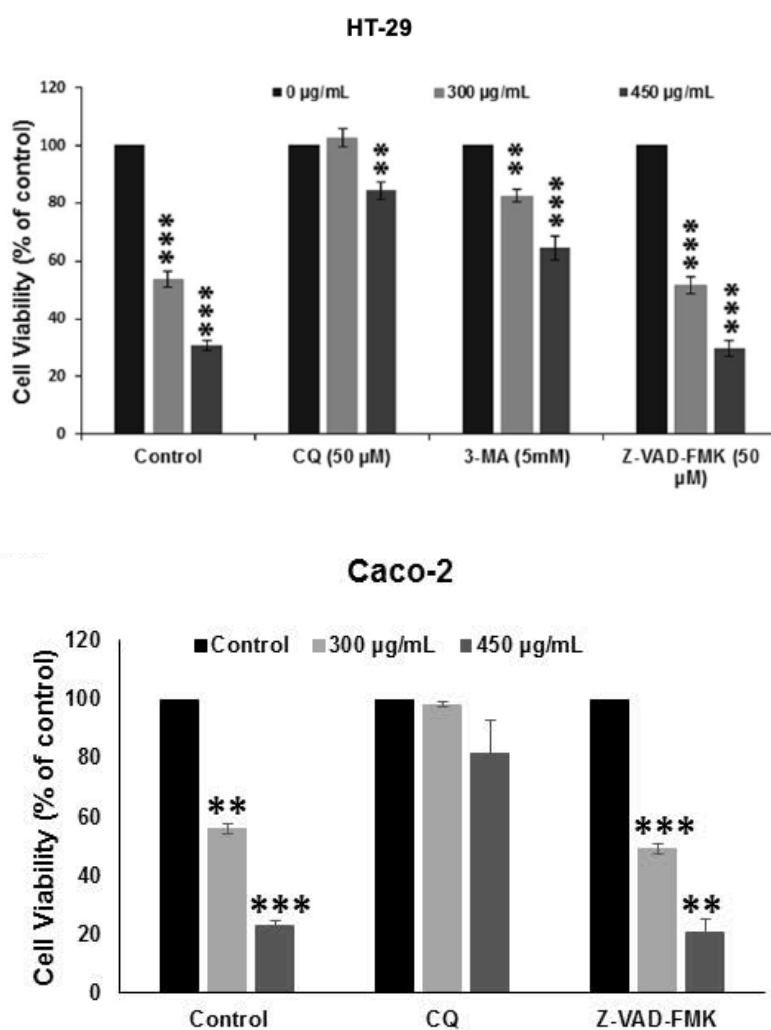 HT-29
Cell Viability (% of control)
120
100
80
60
40
20
0
0 µg/mL 300 µg/mL 450 µg/mL
*** *** ** ** *** *** ***
Control CQ (50 µM) 3-MA (5mM) Z-VAD-FMK (50
µM)
Caco-2
Cell Viability (% of control)
120
100
80
60
40
20
0
Control 300 µg/mL 450 µg/mL
** *** *** **
Control CQ Z-VAD-FMK